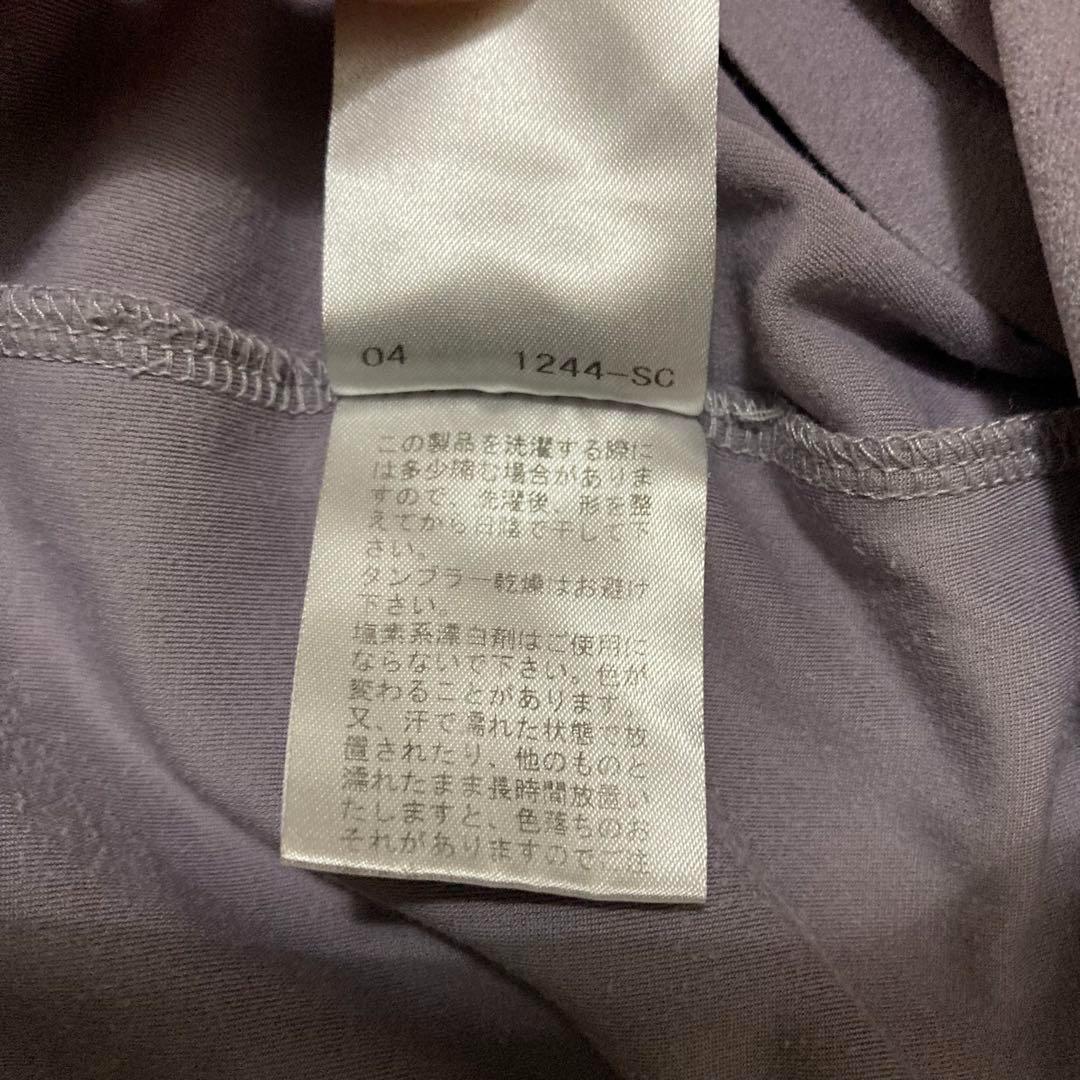 04 1244-SC
この製品を洗濯する際に
は多少縮む場合がありま
すので、洗濯後、形を整
えてから日陰で干して下
さい。
タンブラー乾燥はお避け
下さい。
塩素系漂白剤はご使用に
ならないで下さい。色が
変わることがあります。
又、汗で濡れた状態で放
置されたり、他のものと
濡れたまま長時間放置い
たしますと、色落ちのお
それがありますのでご注